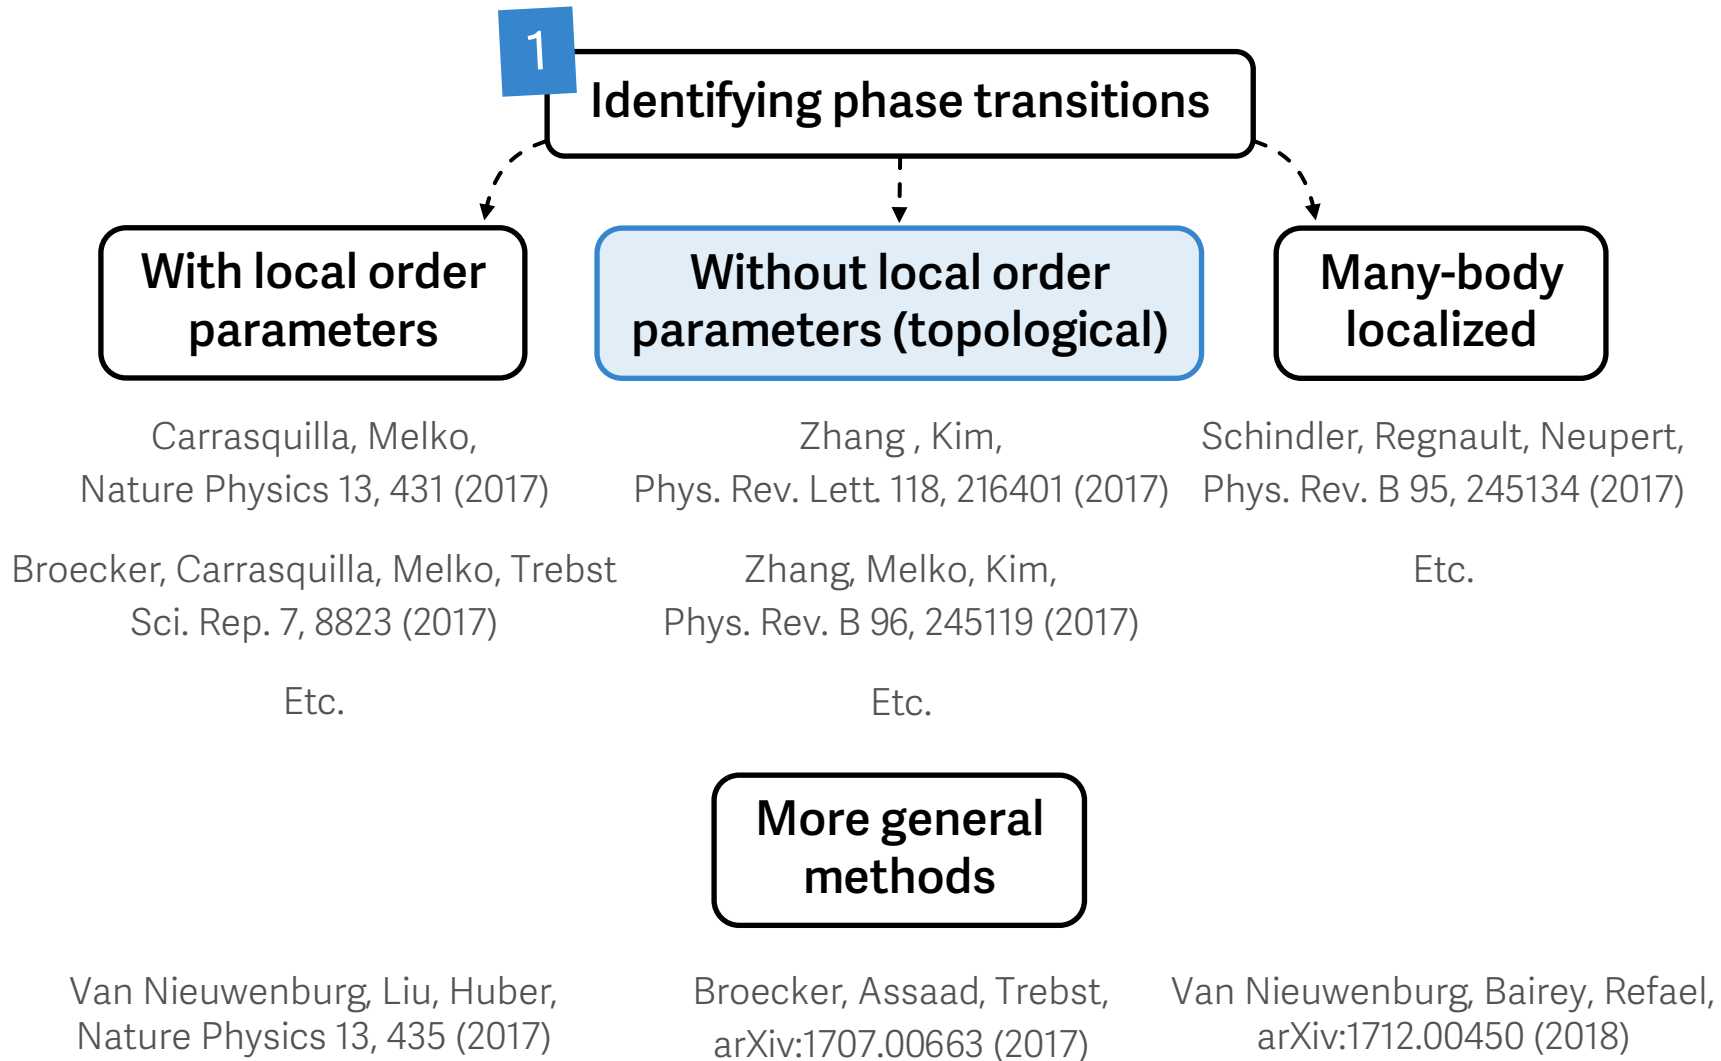 1
Identifying phase transitions
With local order
parameters
Without local order
parameters (topological)
Many-body
localized
Carrasquilla, Melko,
Nature Physics 13, 431 (2017)
Broecker, Carrasquilla, Melko, Trebst
Sci. Rep. 7, 8823 (2017)
Etc.
Zhang , Kim,
Phys. Rev. Lett. 118, 216401 (2017)
Zhang, Melko, Kim,
Phys. Rev. B 96, 245119 (2017)
Etc.
Schindler, Regnault, Neupert,
Phys. Rev. B 95, 245134 (2017)
Etc.
More general
methods
Van Nieuwenburg, Liu, Huber,
Nature Physics 13, 435 (2017)
Broecker, Assaad, Trebst,
arXiv:1707.00663 (2017)
Van Nieuwenburg, Bairey, Refael,
arXiv:1712.00450 (2018)